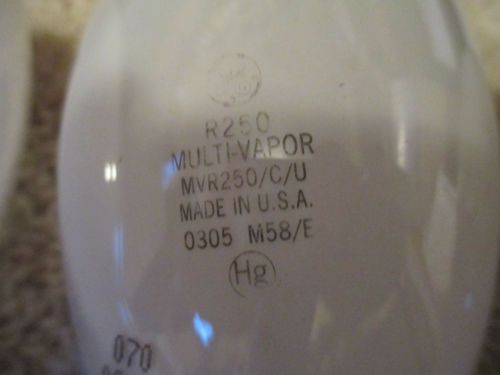 R250
MULTI-VAPOR
MVR250/C/U
MADE IN U.S.A.
0305 M58/E
Hg
070